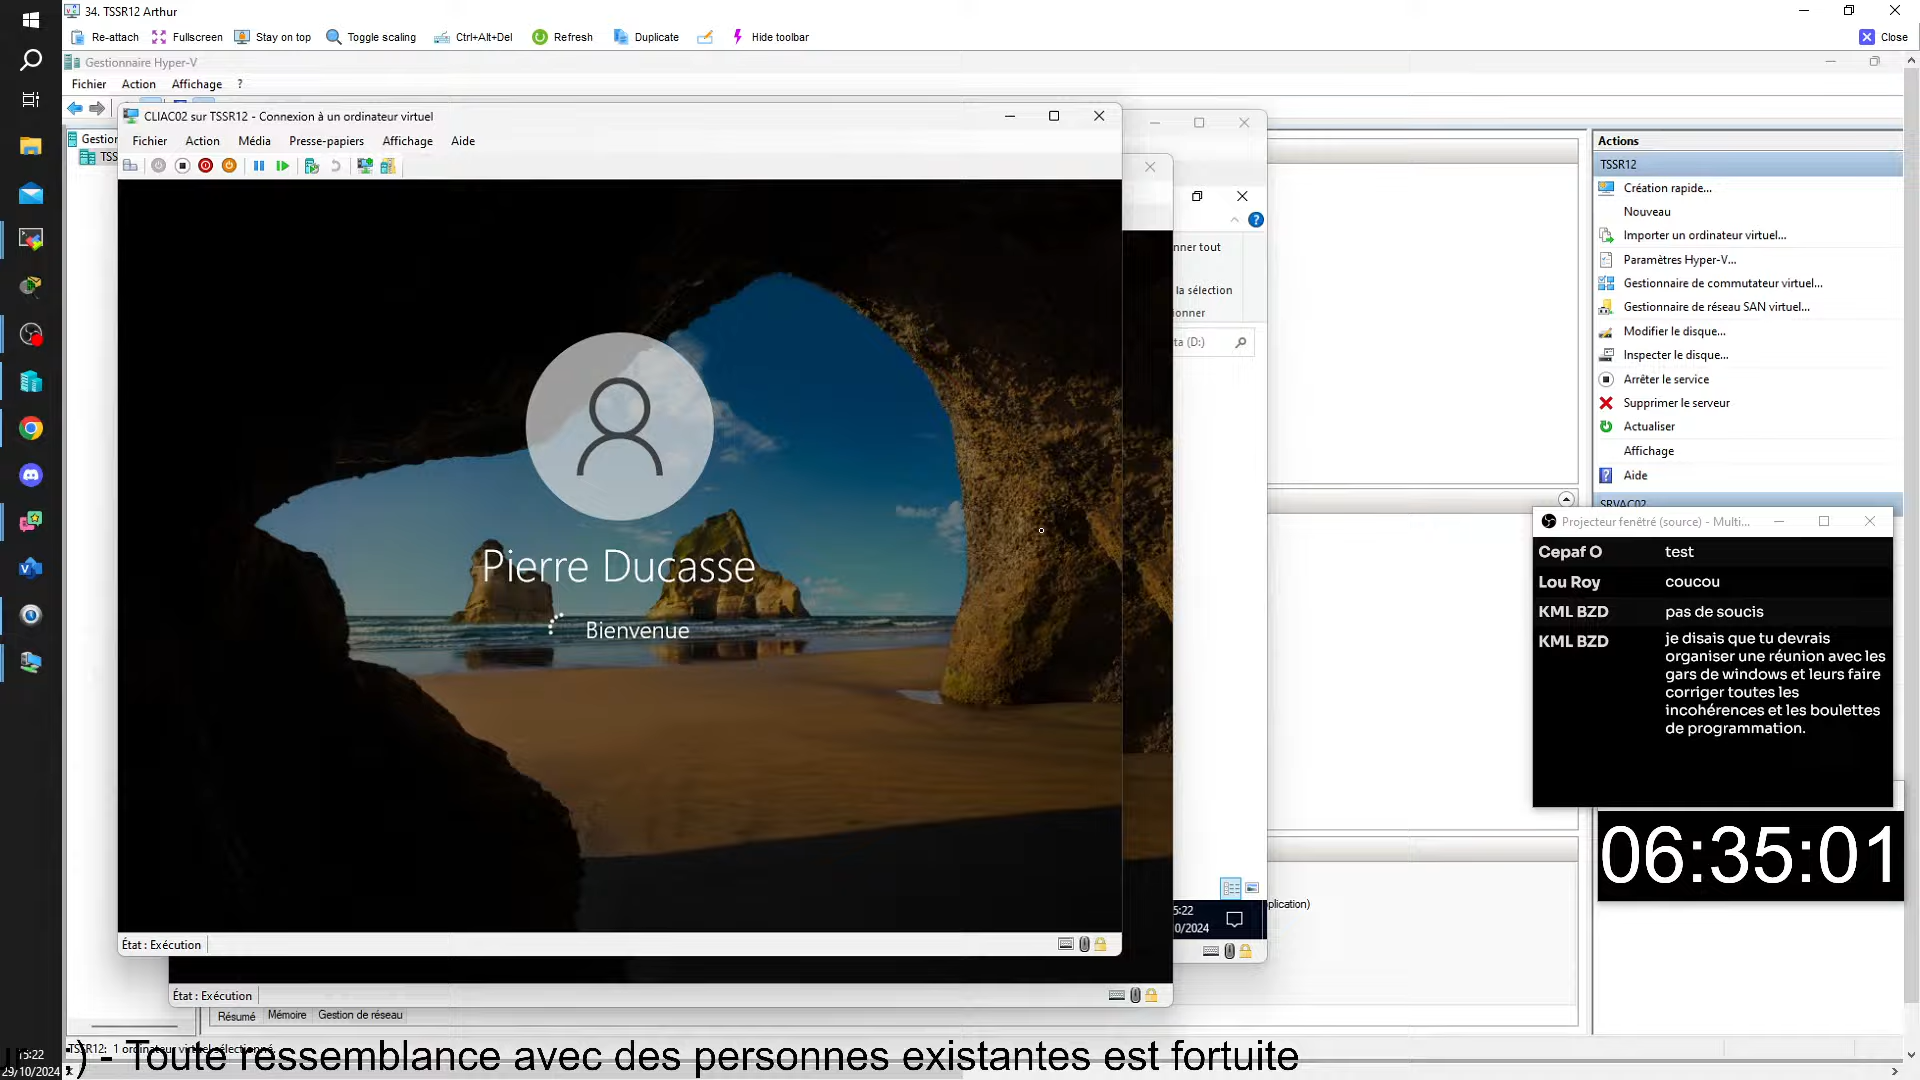 34. TSSR12 Arthur
Re-attach Fullscreen Stay on top Toggle scaling Ctrl+Alt+Del Refresh Duplicate Hide toolbar Close
Gestionnaire Hyper-V
Fichier Action Affichage ?
CLIAC02 sur TSSR12 - Connexion à un ordinateur virtuel
Fichier Action Média Presse-papiers Affichage Aide
Pierre Ducasse
Bienvenue
État : Exécution
État : Exécution
la sélection
(D:)
Actions
TSSR12
Création rapide...
Nouveau
Importer un ordinateur virtuel...
Paramètres Hyper-V...
Gestionnaire de commutateur virtuel...
Gestionnaire de réseau SAN virtuel...
Modifier le disque...
Inspecter le disque...
Arrêter le service
Supprimer le serveur
Actualiser
Affichage
Aide
SRVAC02
Projecteur fenêtré (source) - Multi...
Cepaf O test
Lou Roy coucou
KML BZD pas de soucis
KML BZD je disais que tu devrais
organiser une réunion avec les
gars de windows et leurs faire
corriger toutes les
incohérences et les boulettes
de programmation.
06:35:01
Résumé Mémoire Gestion de réseau
TSSR12: 1 ordinateur virtuel sélectionné.
;) - Toute ressemblance avec des personnes existantes est fortuite
15:22
29/10/2024